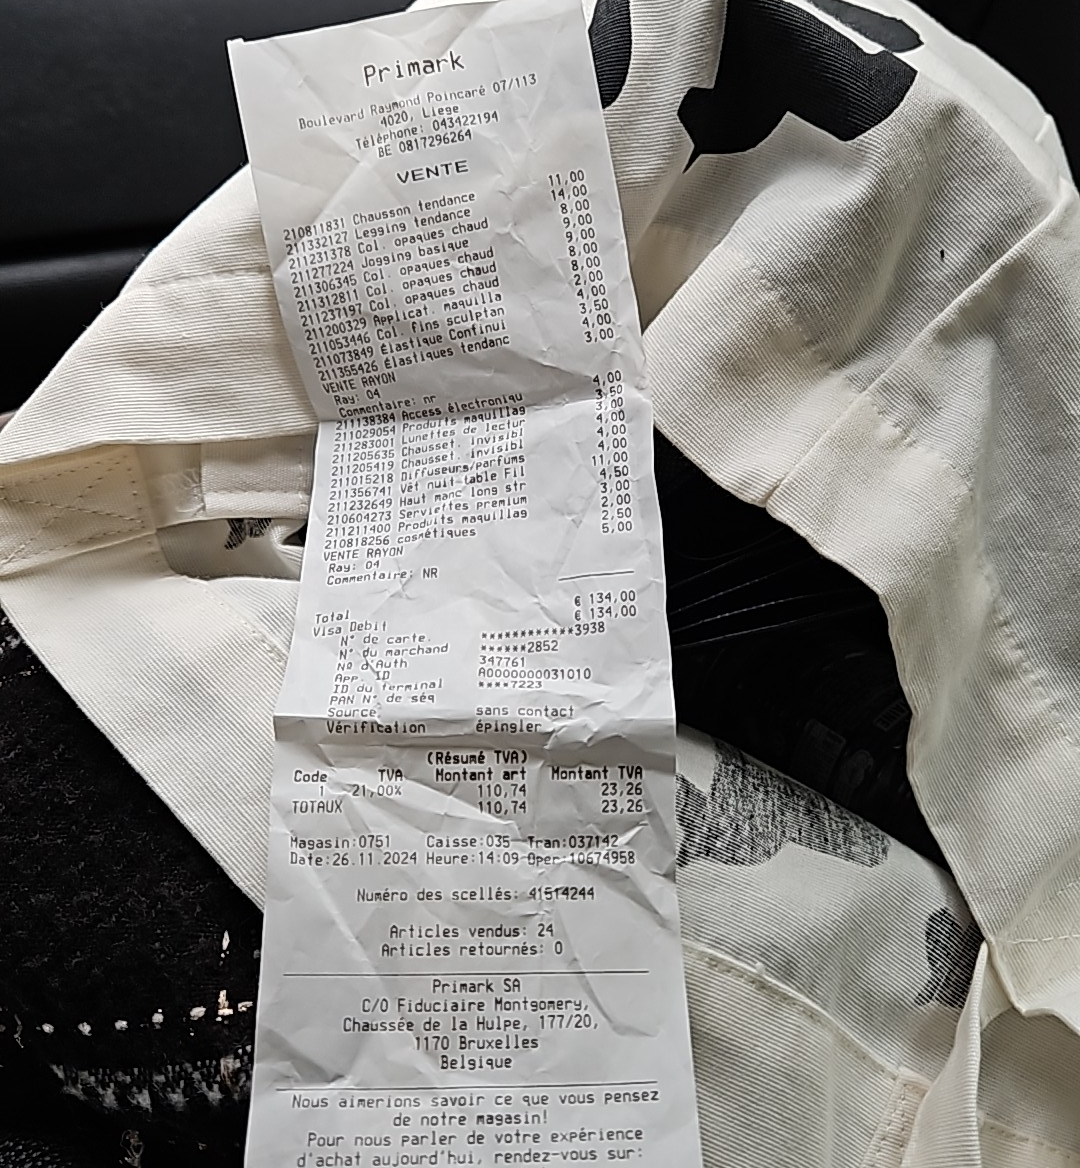 Primark
Boulevard Raymond Poincaré 07/113
4020, Liege
Téléphone: 043422194
BE 0817296264
VENTE
210811831 Chausson tendance 11,00
211332127 Legging tendance 14,00
211231378 Col. opaques chaud 8,00
211277224 Jogging basique 9,00
211306345 Col. opaques chaud 9,00
211312811 Col. opaques chaud 8,00
211237197 Col. opaques chaud 8,00
211200329 Applicat. maquilla 2,00
211053446 Col. fins sculptan 4,00
211073849 Élastique Continui 3,50
211355426 Élastiques tendanc 4,00
VENTE RAYON 3,00
Ray: 04
Commentaire: nr
211138384 Access électroniqu 4,00
211029054 Produits maquillag 3,50
211283001 Lunettes de lectur 3,00
211205635 Chausset. invisibl 4,00
211205419 Chausset. invisibl 4,00
211015218 Diffuseurs/parfums 4,00
211356741 Vêt nuit table Fil 11,00
211232649 Haut manc long str 4,50
210604273 Serviettes premium 3,00
211211400 Produits maquillag 2,00
210818256 cosmétiques 2,50
VENTE RAYON 5,00
Ray: 04
Commentaire: NR
Total € 134,00
Visa Debit € 134,00
N° de carte. ************3938
N° du marchand ******2852
Nº d'Auth 347761
App. ID A0000000031010
ID du terminal ****7223
PAN N° de séq
Source sans contact
Vérification épingler
(Résumé TVA)
Code TVA Montant art Montant TVA
1 21,00% 110,74 23,26
TOTAUX 110,74 23,26
Magasin:0751 Caisse:035 Tran:037142
Date:26.11.2024 Heure:14:09 Oper:10674958
Numéro des scellés: 41514244
Articles vendus: 24
Articles retournés: 0
Primark SA
C/O Fiduciaire Montgomery,
Chaussée de la Hulpe, 177/20,
1170 Bruxelles
Belgique
Nous aimerions savoir ce que vous pensez
de notre magasin!
Pour nous parler de votre expérience
d'achat aujourd'hui, rendez-vous sur: